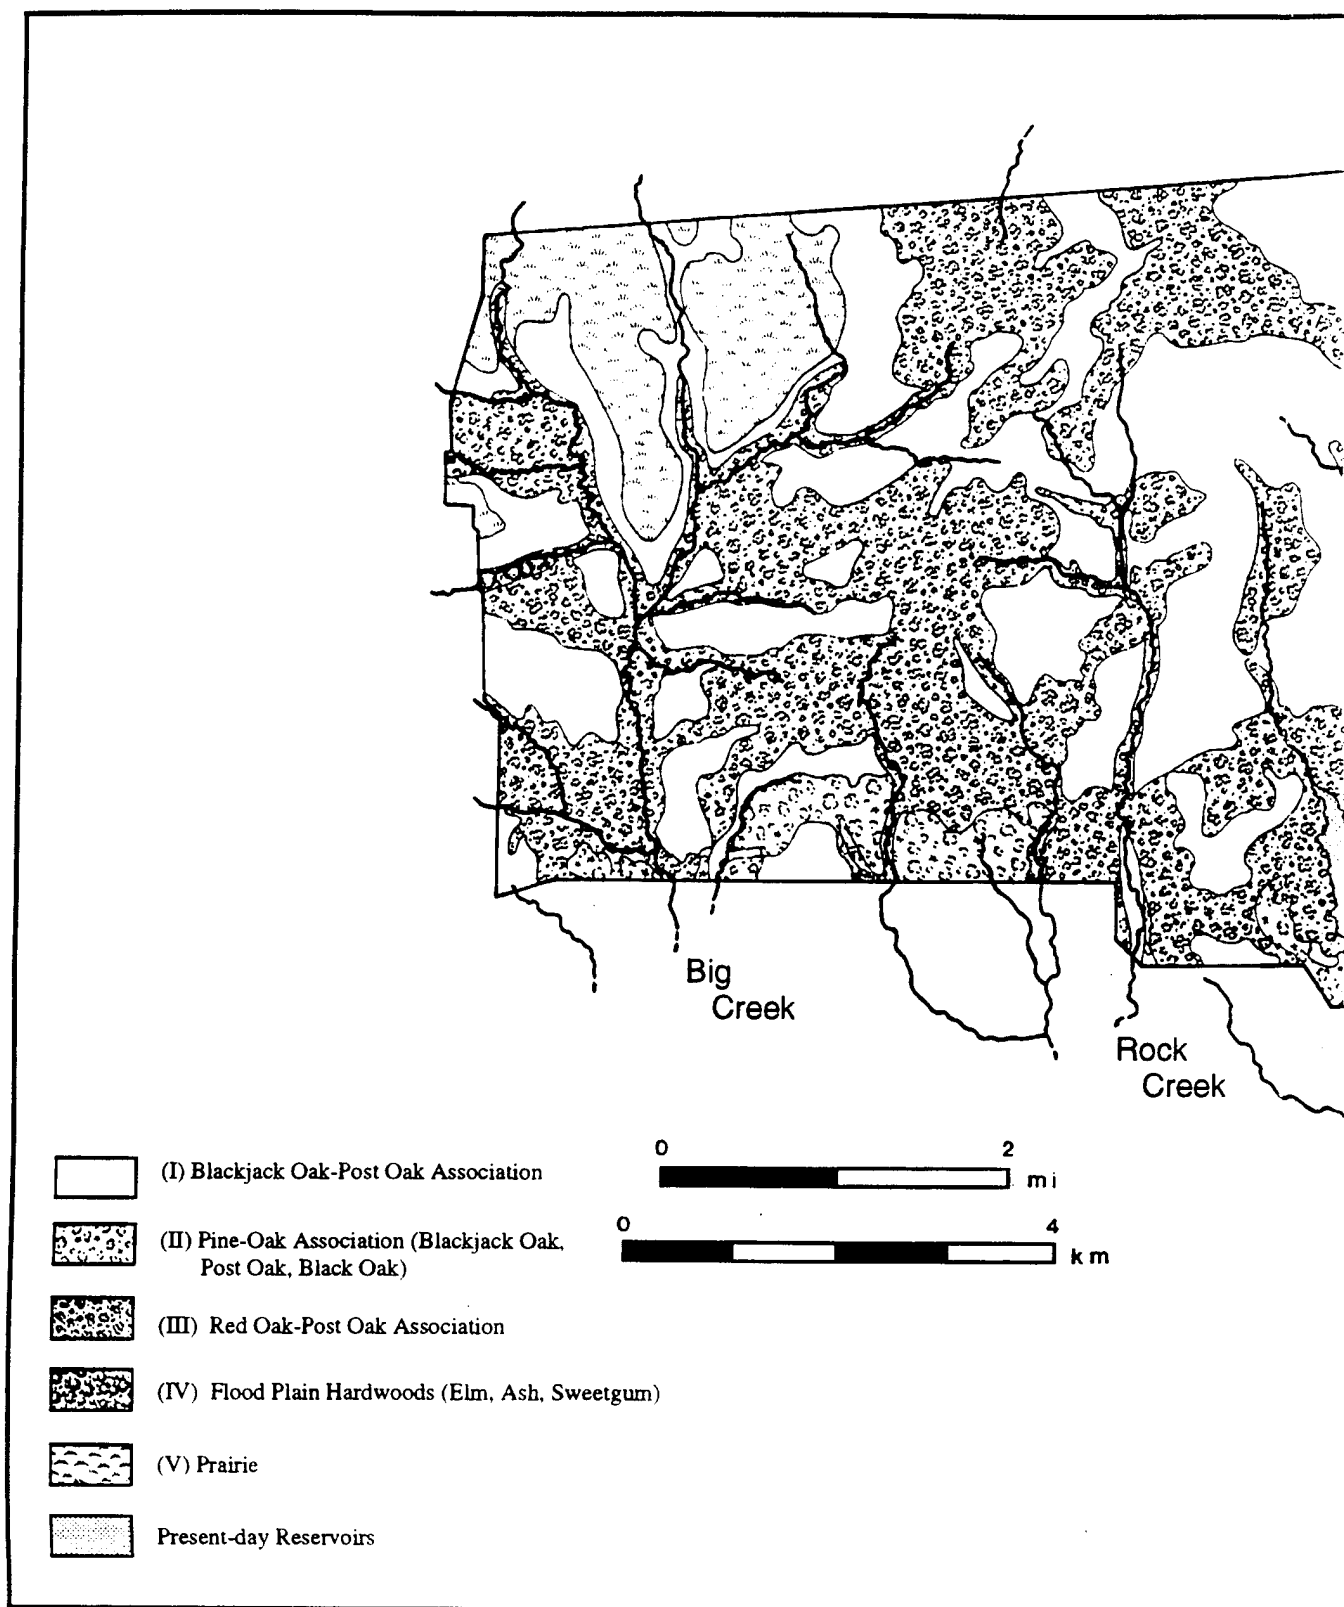 Big
Creek
Rock
Creek
(I) Blackjack Oak-Post Oak Association
(II) Pine-Oak Association (Blackjack Oak,
Post Oak, Black Oak)
(III) Red Oak-Post Oak Association
(IV) Flood Plain Hardwoods (Elm, Ash, Sweetgum)
(V) Prairie
Present-day Reservoirs
0 2
mi
0 4
km